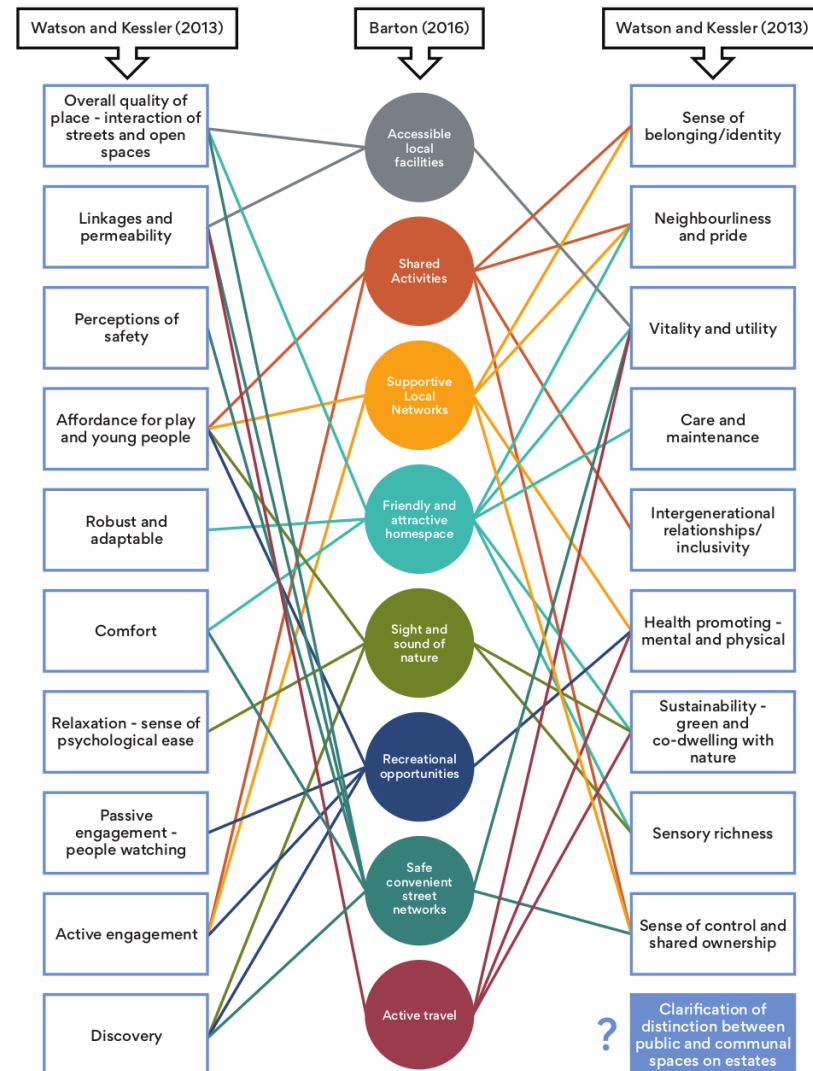 Watson and Kessler (2013)
Barton (2016)
Watson and Kessler (2013)
Overall quality of
place - interaction of
streets and open
spaces
Linkages and
permeability
Perceptions of
safety
Affordance for play
and young people
Robust and
adaptable
Comfort
Relaxation - sense of
psychological ease
Passive
engagement -
people watching
Active engagement
Discovery
Accessible
local
facilities
Shared
Activities
Supportive
Local
Networks
Friendly and
attractive
homespace
Sight and
sound of
nature
Recreational
opportunities
Safe
convenient
street
networks
Active travel
Sense of
belonging/identity
Neighbourliness
and pride
Vitality and utility
Care and
maintenance
Intergenerational
relationships/
inclusivity
Health promoting -
mental and physical
Sustainability -
green and
co-dwelling with
nature
Sensory richness
Sense of control and
shared ownership
?
Clarification of
distinction between
public and communal
spaces on estates